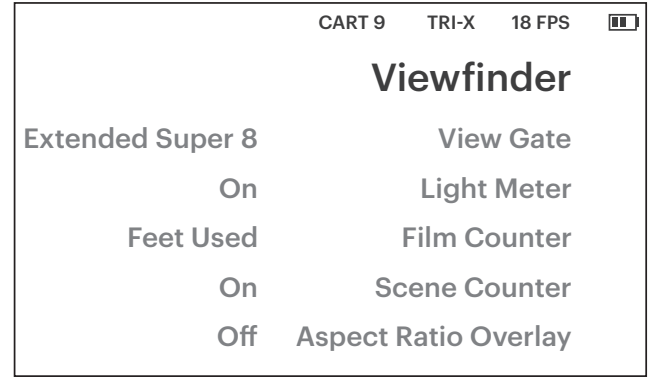 CART 9 TRI-X 18 FPS
Viewfinder
Extended Super 8 View Gate
On Light Meter
Feet Used Film Counter
On Scene Counter
Off Aspect Ratio Overlay